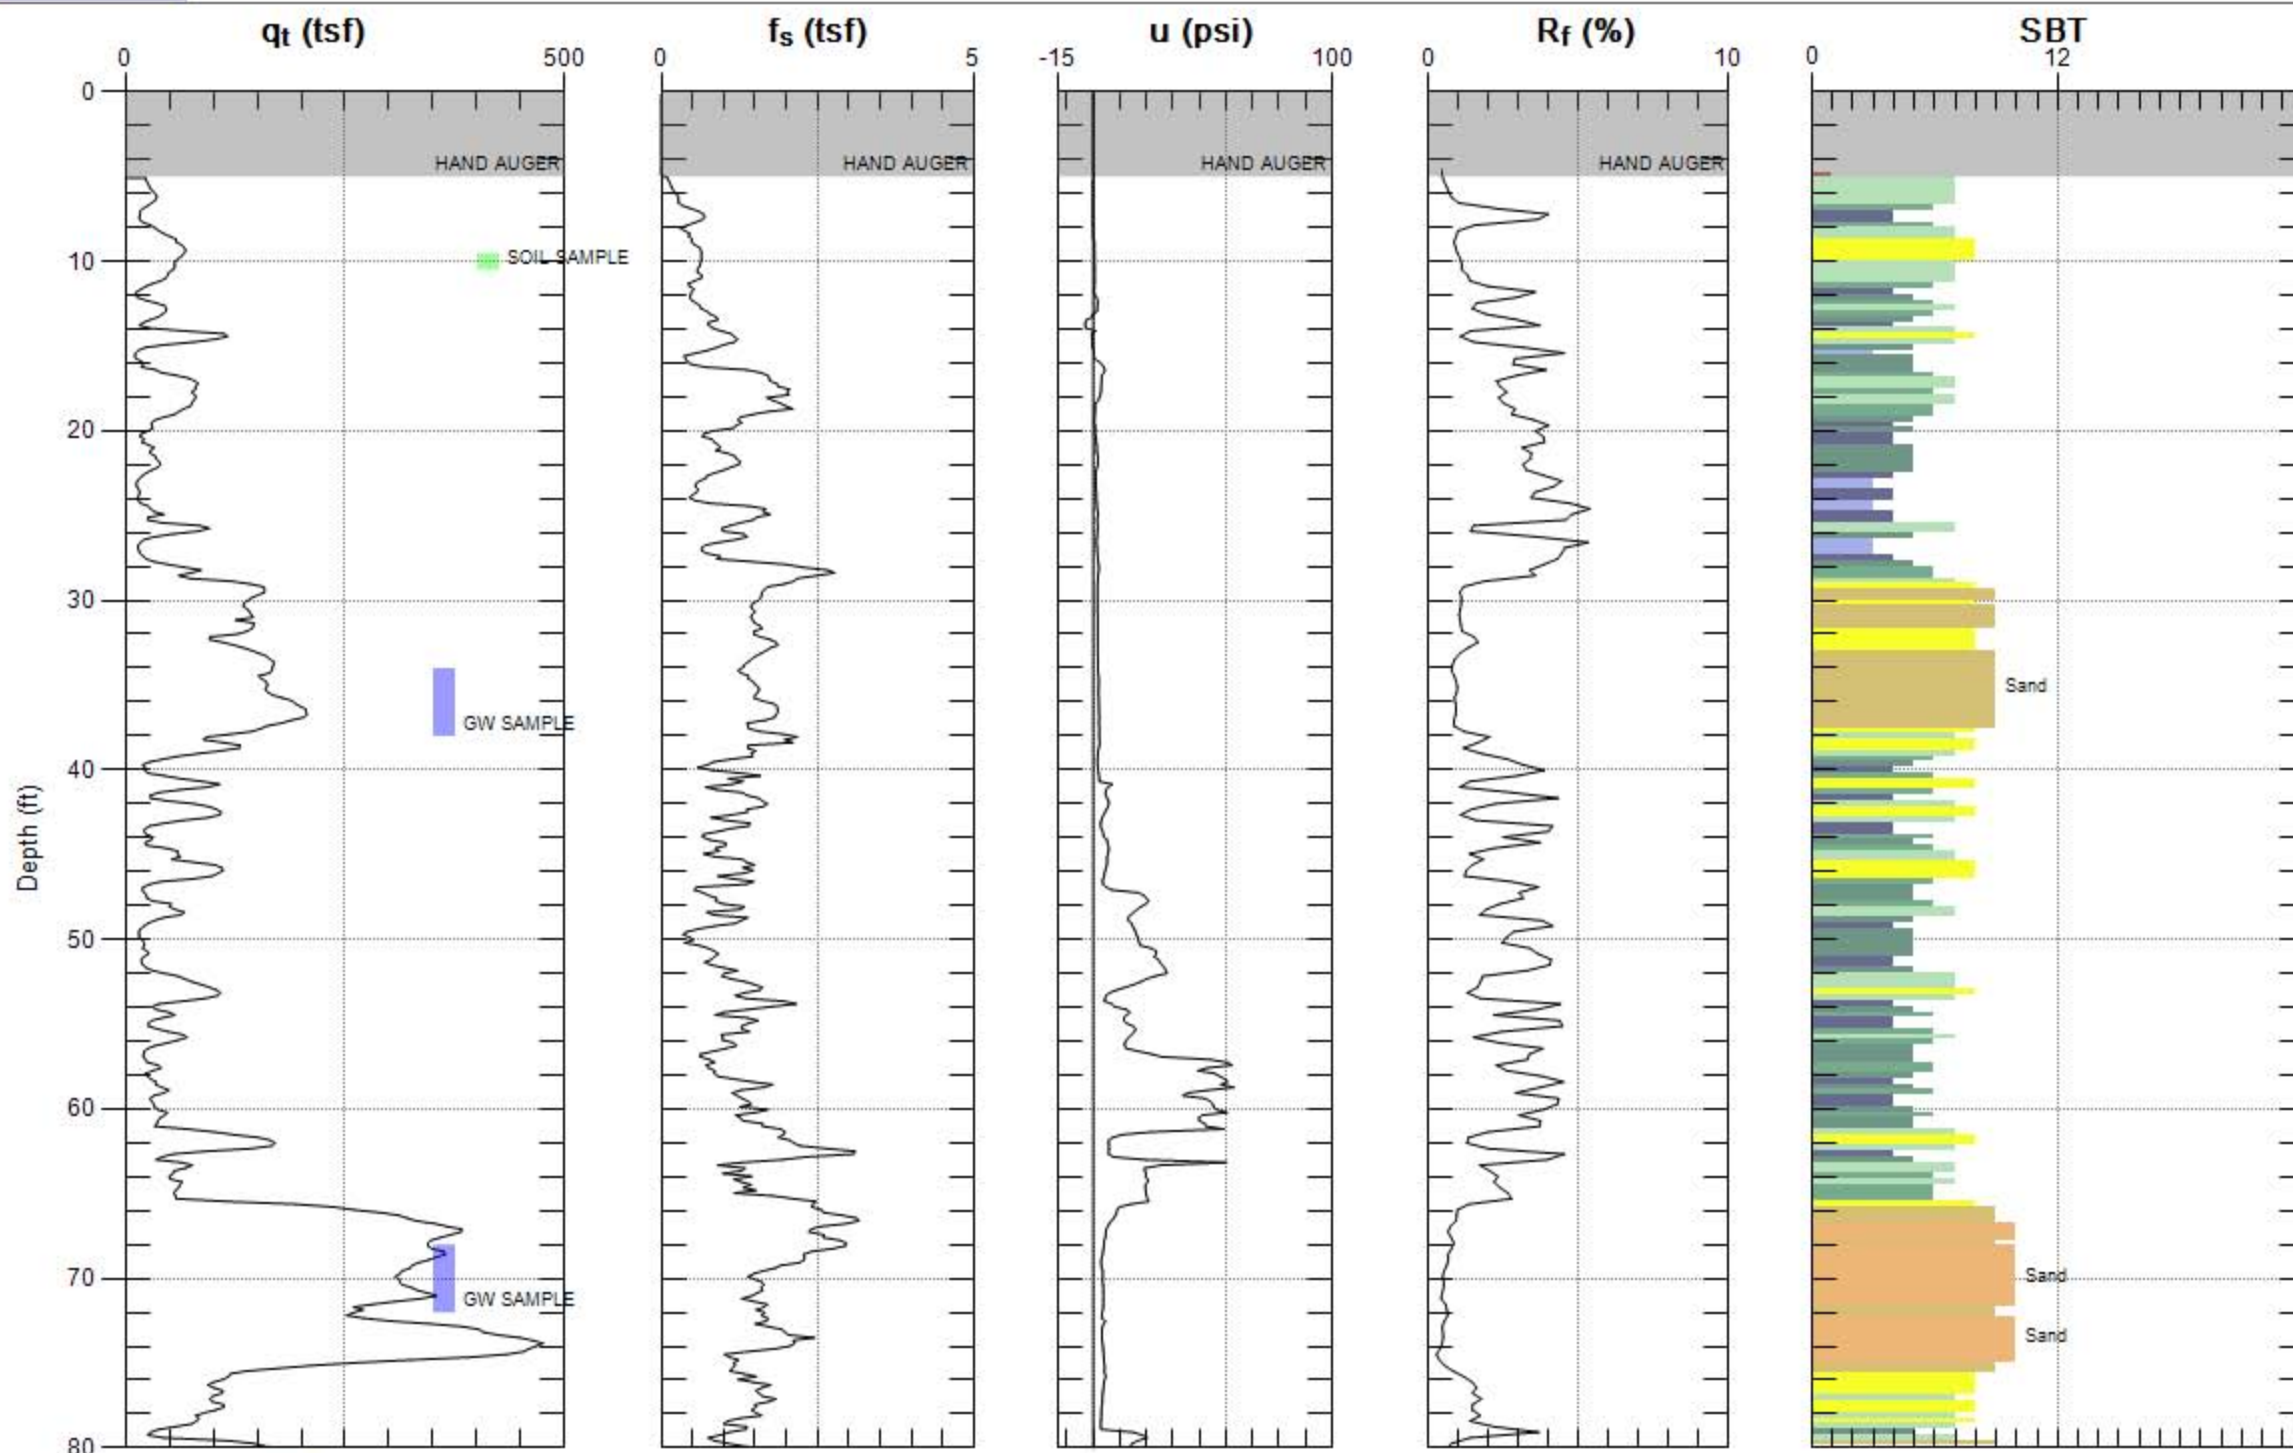 qt (tsf) fs (tsf) u (psi) Rf (%) SBT
0 500 0 5 -15 100 0 10 0 12
0
HAND AUGER HAND AUGER HAND AUGER HAND AUGER
10 SOIL SAMPLE
20
30
Sand
GW SAMPLE
40
Depth (ft)
50
60
70 Sand
GW SAMPLE
Sand
80